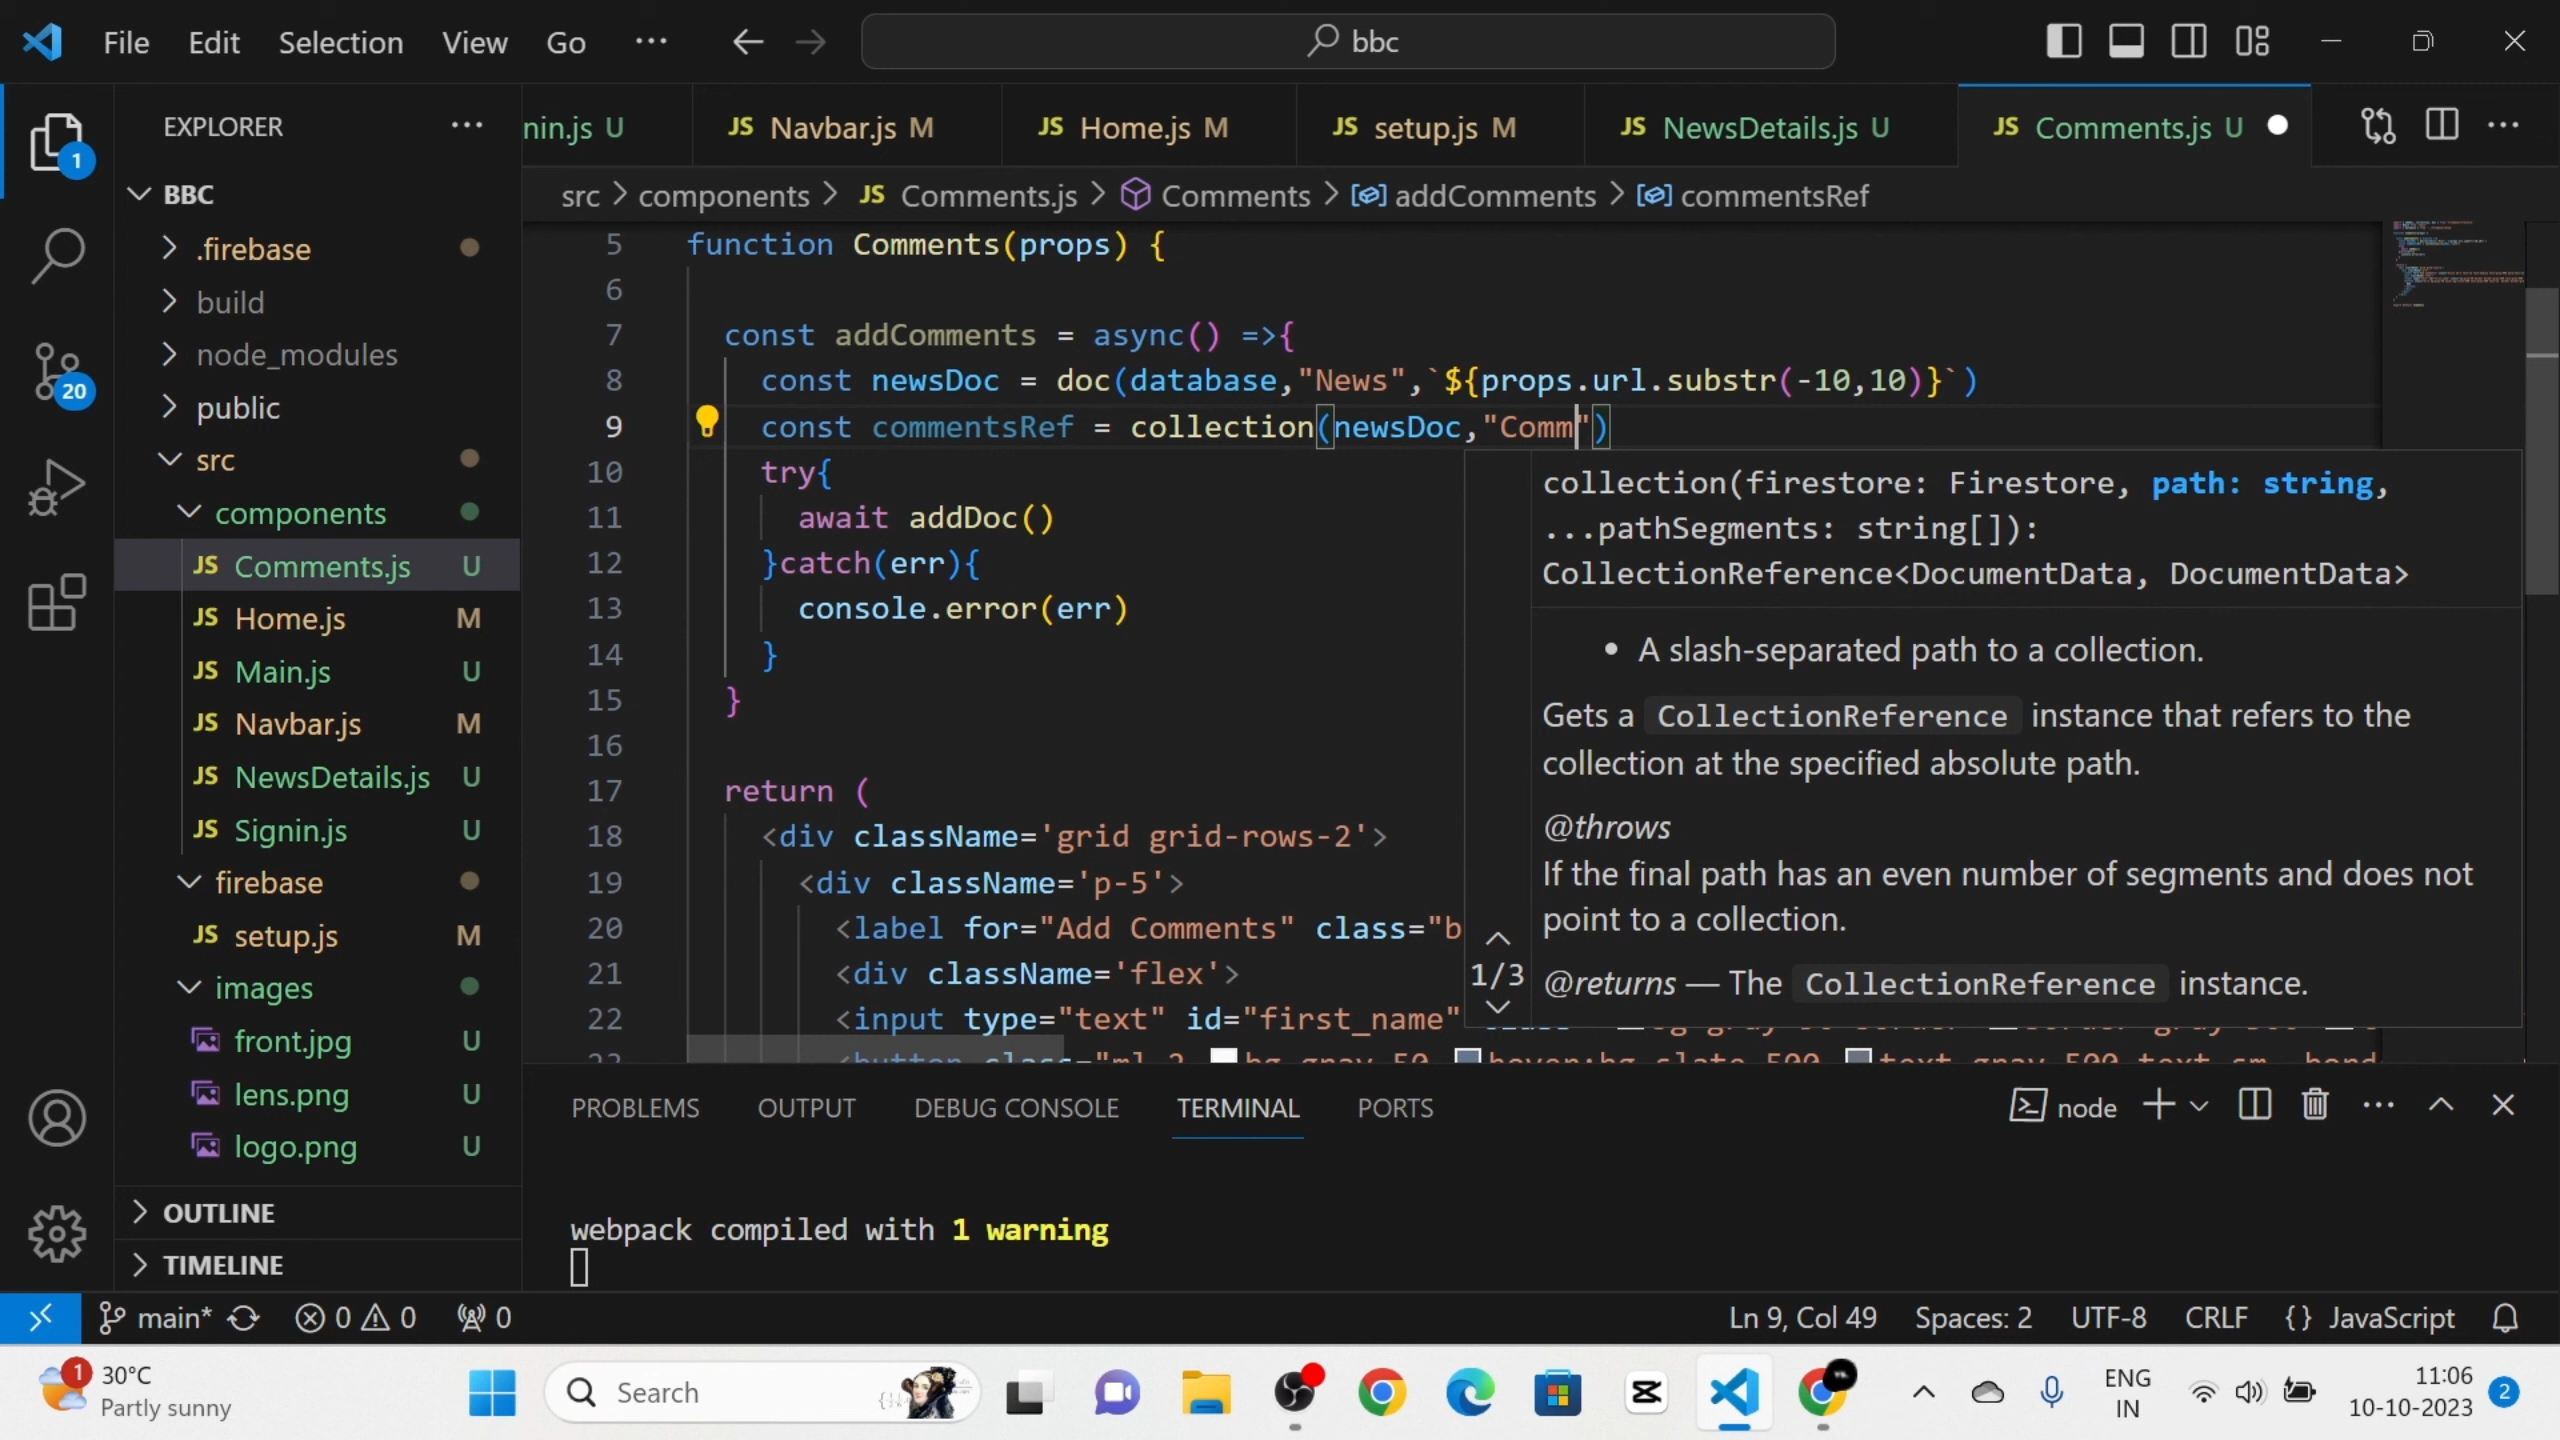 File Edit Selection View Go ... bbc
EXPLORER ...
nin.js U
JS Navbar.js M
JS Home.js M
JS setup.js M
JS NewsDetails.js U
JS Comments.js U
src > components > JS Comments.js > Comments > addComments > commentsRef
1
BBC
.firebase
build
node_modules
20
public
src
components
JS Comments.js U
JS Home.js M
JS Main.js U
JS Navbar.js M
JS NewsDetails.js U
JS Signin.js U
firebase
JS setup.js M
images
front.jpg U
lens.png U
logo.png U
OUTLINE
TIMELINE
5 function Comments(props) {
6
7 const addComments = async() =>{
8 const newsDoc = doc(database,"News",`${props.url.substr(-10,10)}`)
9 const commentsRef = collection(newsDoc,"Comm")
10 try{
11 await addDoc()
12 }catch(err){
13 console.error(err)
14 }
15 }
16
17 return (
18 <div className='grid grid-rows-2'>
19 <div className='p-5'>
20 <label for="Add Comments" class="b
21 <div className='flex'>
22 <input type="text" id="first_name"
collection(firestore: Firestore, path: string,
...pathSegments: string[]):
CollectionReference<DocumentData, DocumentData>
• A slash-separated path to a collection.
Gets a CollectionReference instance that refers to the
collection at the specified absolute path.
@throws
If the final path has an even number of segments and does not
point to a collection.
1/3
@returns — The CollectionReference instance.
PROBLEMS OUTPUT DEBUG CONSOLE TERMINAL PORTS
node
webpack compiled with 1 warning
main* 0 0 0
Ln 9, Col 49 Spaces: 2 UTF-8 CRLF {} JavaScript
1
30°C
Partly sunny
Search
ENG
IN
11:06
10-10-2023
2